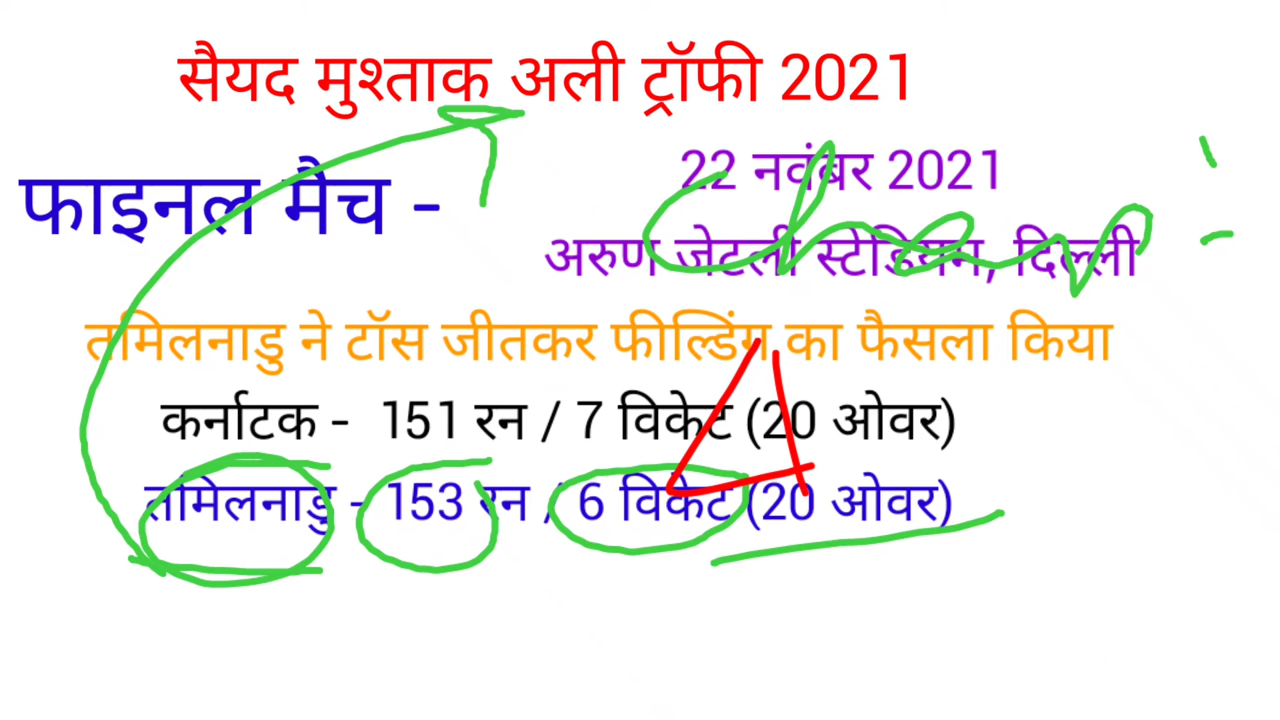 सैयद मुश्ताक अली ट्रॉफी 2021
फाइनल मैच -
22 नवंबर 2021
अरुण जेटली स्टेडियम, दिल्ली
तमिलनाडु ने टॉस जीतकर फील्डिंग का फैसला किया
कर्नाटक - 151 रन / 7 विकेट (20 ओवर)
तमिलनाडु - 153 रन / 6 विकेट (20 ओवर)